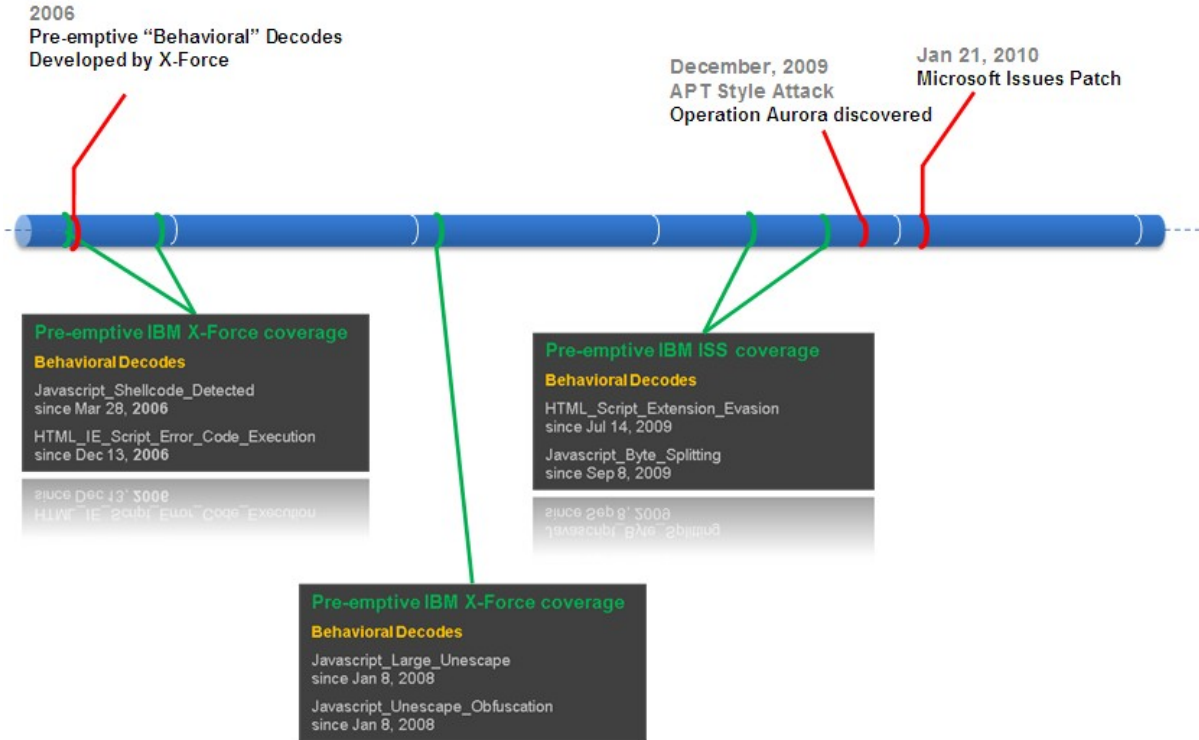 2006
Pre-emptive “Behavioral” Decodes
Developed by X-Force
December, 2009
APT Style Attack
Operation Aurora discovered
Jan 21, 2010
Microsoft Issues Patch
Pre-emptive IBM X-Force coverage
Behavioral Decodes
Javascript_Shellcode_Detected
since Mar 28, 2006
HTML_IE_Script_Error_Code_Execution
since Dec 13, 2006
Pre-emptive IBM ISS coverage
Behavioral Decodes
HTML_Script_Extension_Evasion
since Jul 14, 2009
Javascript_Byte_Splitting
since Sep 8, 2009
Pre-emptive IBM X-Force coverage
Behavioral Decodes
Javascript_Large_Unescape
since Jan 8, 2008
Javascript_Unescape_Obfuscation
since Jan 8, 2008